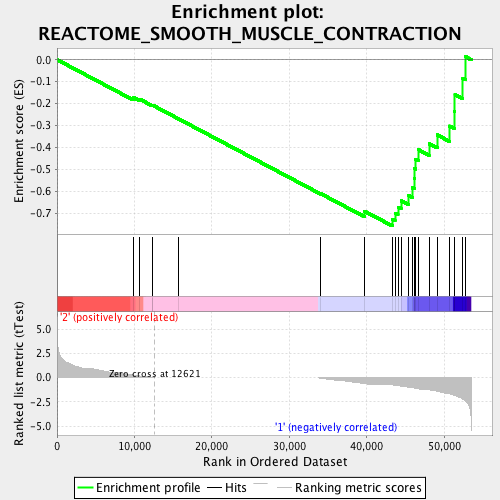 Enrichment plot:
REACTOME_SMOOTH_MUSCLE_CONTRACTION
Enrichment score (ES)
0.0
-0.1
-0.2
-0.3
-0.4
-0.5
-0.6
-0.7
'2' (positively correlated)
Ranked list metric (tTest)
5.0
2.5
0.0
-2.5
-5.0
Zero cross at 12621
'1' (negatively correlated)
0
10,000
20,000
30,000
40,000
50,000
Rank in Ordered Dataset
Enrichment profile
Hits
Ranking metric scores